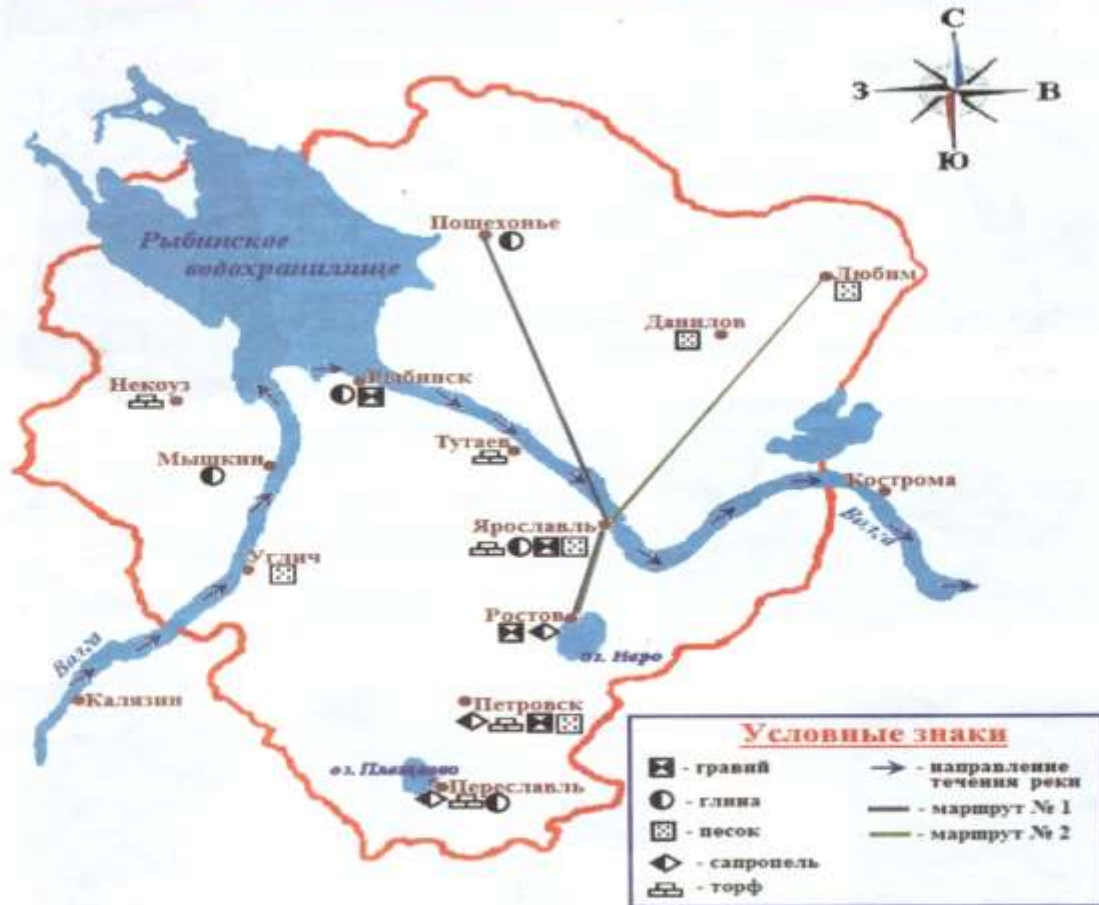 С
З
В
Ю
Пошехонье
Рыбинское
водохранилище
Любим
Данилов
Рыбинск
Некоуз
Тутаев
Мышкин
Кострома
Ярославль
Волга
Углич
Ростов
оз. Неро
Волга
Калязин
Петровск
оз. Плещеево
Переславль
Условные знаки
- гравий
- глина
- песок
- сапропель
- торф
- направление
течения реки
- маршрут № 1
- маршрут № 2